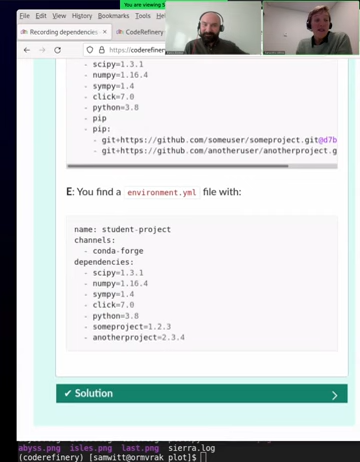 You are viewing S
File Edit View History Bookmarks Tools Help
Recording dependencies
CodeRefinery
https://coderefinery
- scipy=1.3.1
- numpy=1.16.4
- sympy=1.4
- click=7.0
- python=3.8
- pip
- pip:
- git+https://github.com/someuser/someproject.git@d7b
- git+https://github.com/anotheruser/anotherproject.g
E: You find a environment.yml file with:
name: student-project
channels:
- conda-forge
dependencies:
- scipy=1.3.1
- numpy=1.16.4
- sympy=1.4
- click=7.0
- python=3.8
- someproject=1.2.3
- anotherproject=2.3.4
✔ Solution
abyss.png isles.png last.png sierra.log
(coderefinery) [samwitt@ormvrak plot]$